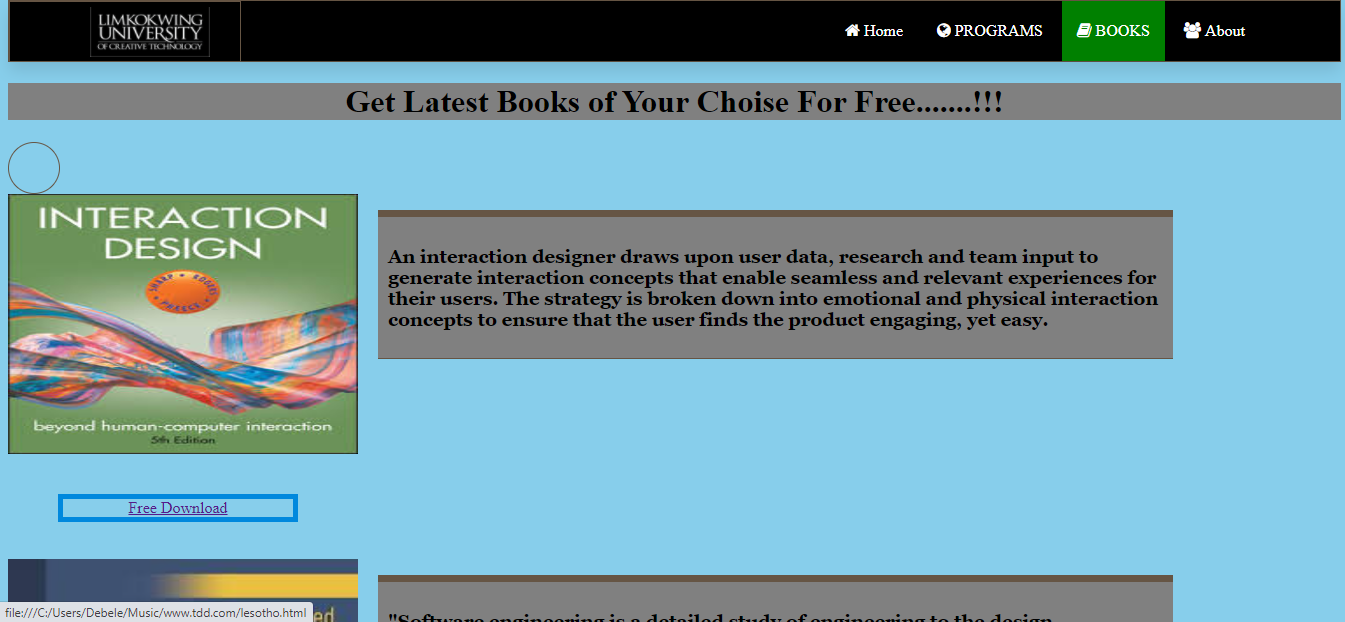 LIMKOKWING
UNIVERSITY
OF CREATIVE TECHNOLOGY
Home PROGRAMS BOOKS About
Get Latest Books of Your Choise For Free.......!!!
INTERACTION
DESIGN
SHARP · ROGERS
PREECE
beyond human-computer interaction
5th Edition
An interaction designer draws upon user data, research and team input to
generate interaction concepts that enable seamless and relevant experiences for
their users. The strategy is broken down into emotional and physical interaction
concepts to ensure that the user finds the product engaging, yet easy.
Free Download
ed
"Software engineering is a detailed study of engineering to the design,
file:///C:/Users/Debele/Music/www.tdd.com/lesotho.html